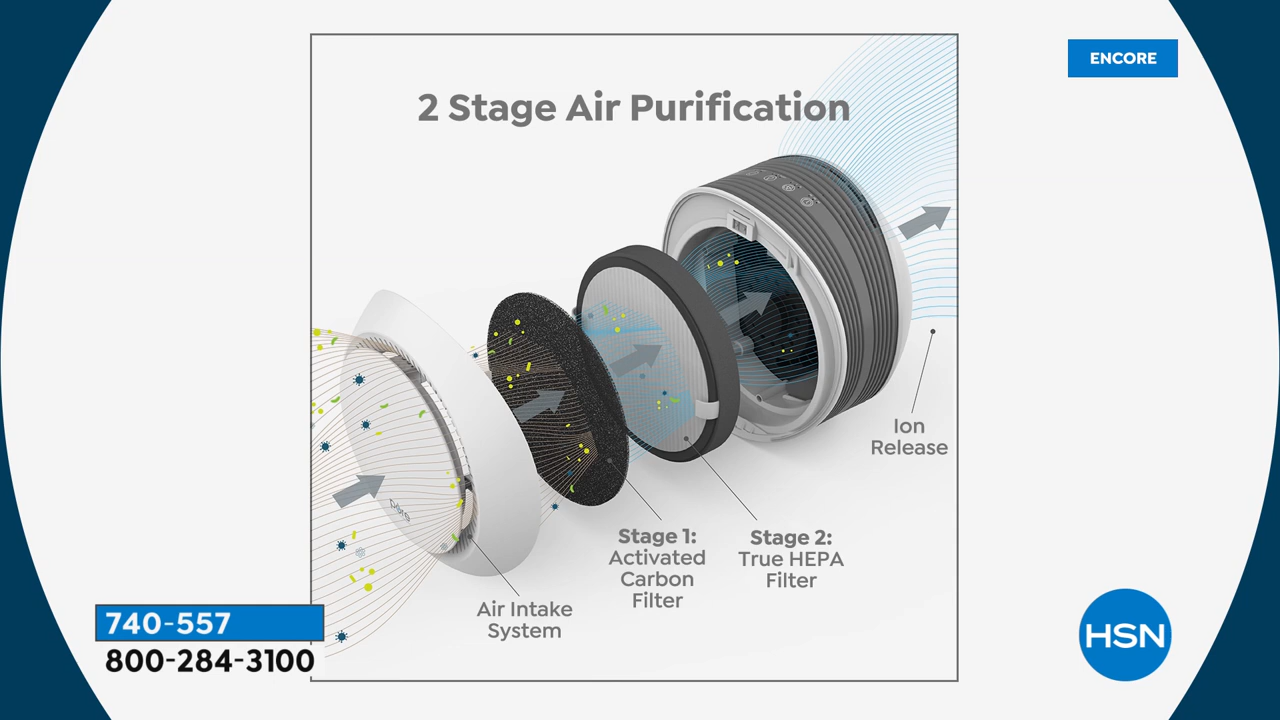 ENCORE
2 Stage Air Purification
Ion
Release
Stage 1:
Activated
Carbon
Filter
Stage 2:
True HEPA
Filter
Air Intake
System
pure
740-557
800-284-3100
HSN